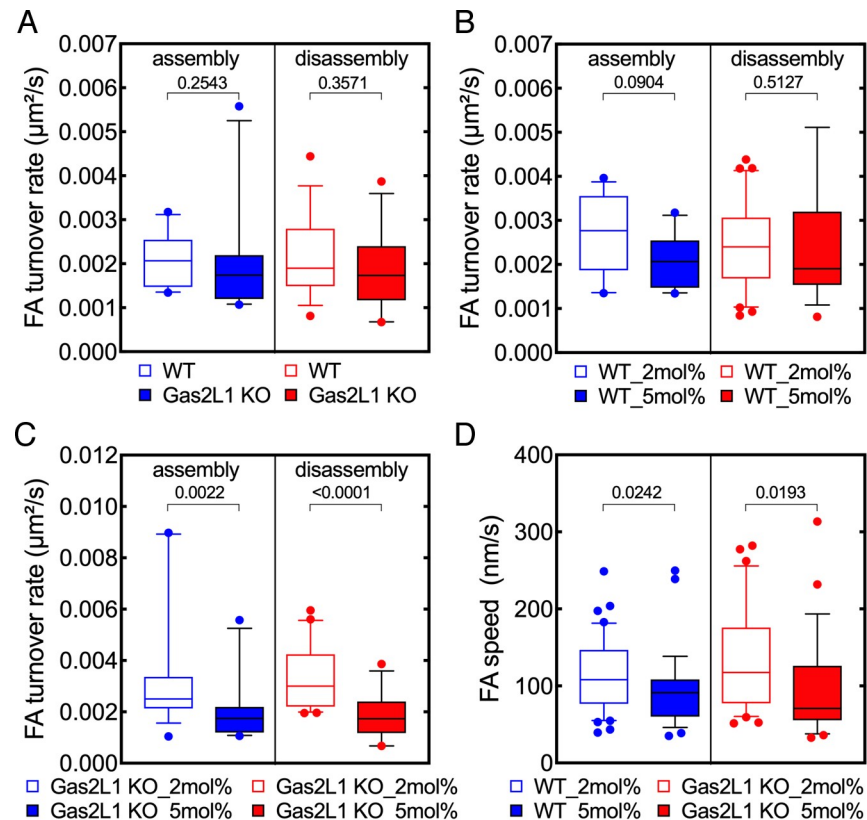 A
FA turnover rate (µm²/s)
0.007
0.006
0.005
0.004
0.003
0.002
0.001
0.000
assembly
0.2543
disassembly
0.3571
WT
WT
Gas2L1 KO
Gas2L1 KO
B
FA turnover rate (µm²/s)
0.007
0.006
0.005
0.004
0.003
0.002
0.001
0.000
assembly
0.0904
disassembly
0.5127
WT_2mol%
WT_2mol%
WT_5mol%
WT_5mol%
C
FA turnover rate (µm²/s)
0.012
0.010
0.008
0.006
0.004
0.002
0.000
assembly
0.0022
disassembly
<0.0001
Gas2L1 KO_2mol%
Gas2L1 KO_2mol%
Gas2L1 KO_5mol%
Gas2L1 KO_5mol%
D
FA speed (nm/s)
400
300
200
100
0
0.0242
0.0193
WT_2mol%
Gas2L1 KO_2mol%
WT_5mol%
Gas2L1 KO_5mol%